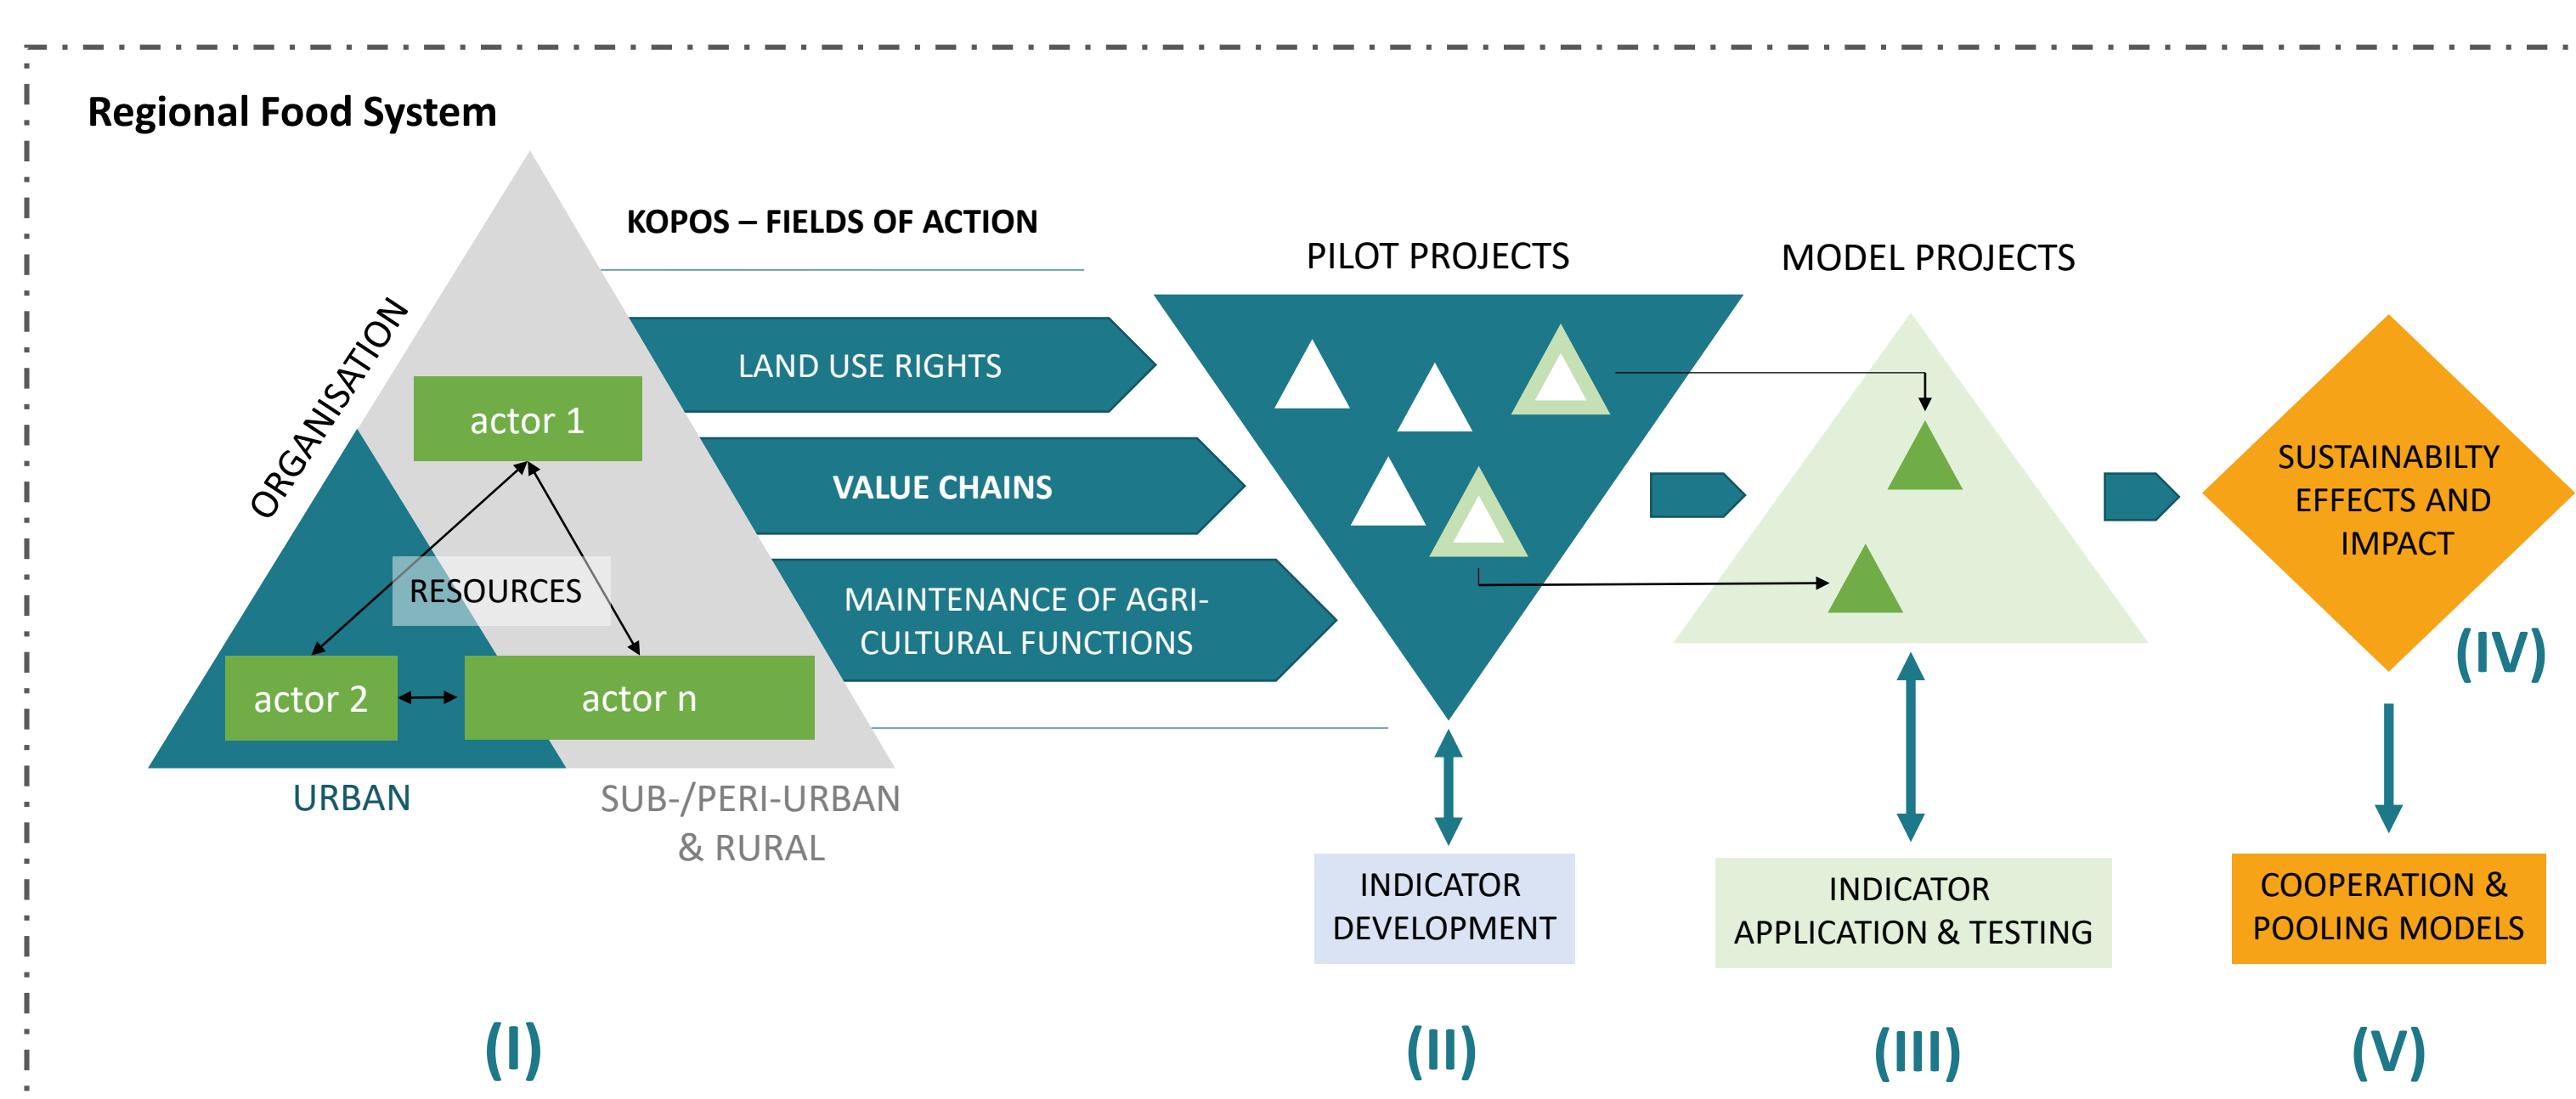 Regional Food System
KOPOS – FIELDS OF ACTION
ORGANISATION
LAND USE RIGHTS
VALUE CHAINS
MAINTENANCE OF AGRI-
CULTURAL FUNCTIONS
actor 1
RESOURCES
actor 2
actor n
URBAN
SUB-/PERI-URBAN
& RURAL
(I)
PILOT PROJECTS
INDICATOR
DEVELOPMENT
(II)
MODEL PROJECTS
INDICATOR
APPLICATION & TESTING
(III)
SUSTAINABILTY
EFFECTS AND
IMPACT
(IV)
COOPERATION &
POOLING MODELS
(V)